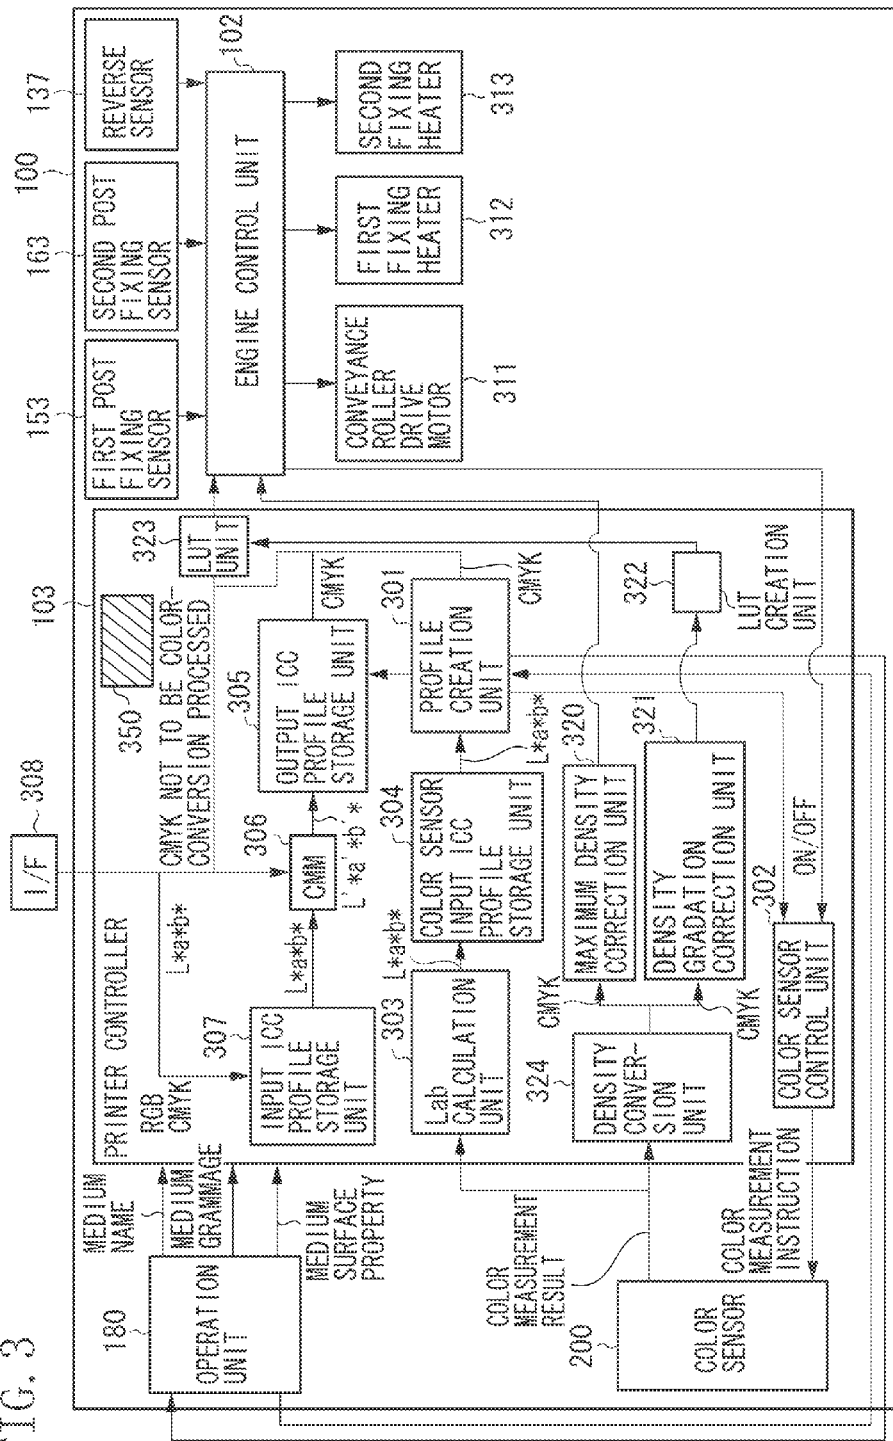 FIG. 3
100
I/F
308
PRINTER CONTROLLER
103
350
RGB
CMYK
L*a*b*
CMYK NOT TO BE COLOR-
CONVERSION PROCESSED
323
LUT
UNIT
FIRST POST
FIXING
SENSOR
153
SECOND POST
FIXING
SENSOR
163
REVERSE
SENSOR
137
ENGINE CONTROL UNIT
102
CONVEYANCE
ROLLER
DRIVE
MOTOR
311
FIRST
FIXING
HEATER
312
SECOND
FIXING
HEATER
313
180
OPERATION
UNIT
MEDIUM
NAME
MEDIUM
GRAMMAGE
MEDIUM
SURFACE
PROPERTY
307
INPUT ICC
PROFILE
STORAGE
UNIT
L*a*b*
306
CMM
L'*a'*b'*
305
OUTPUT ICC
PROFILE
STORAGE UNIT
CMYK
303
Lab
CALCULATION
UNIT
L*a*b*
304
COLOR SENSOR
INPUT ICC
PROFILE
STORAGE UNIT
L*a*b*
301
PROFILE
CREATION
UNIT
CMYK
324
DENSITY
CONVER-
SION
UNIT
CMYK
CMYK
320
MAXIMUM DENSITY
CORRECTION UNIT
321
DENSITY
GRADATION
CORRECTION UNIT
322
LUT
CREATION
UNIT
302
COLOR SENSOR
CONTROL UNIT
ON/OFF
COLOR
MEASUREMENT
RESULT
COLOR
MEASUREMENT
INSTRUCTION
200
COLOR
SENSOR